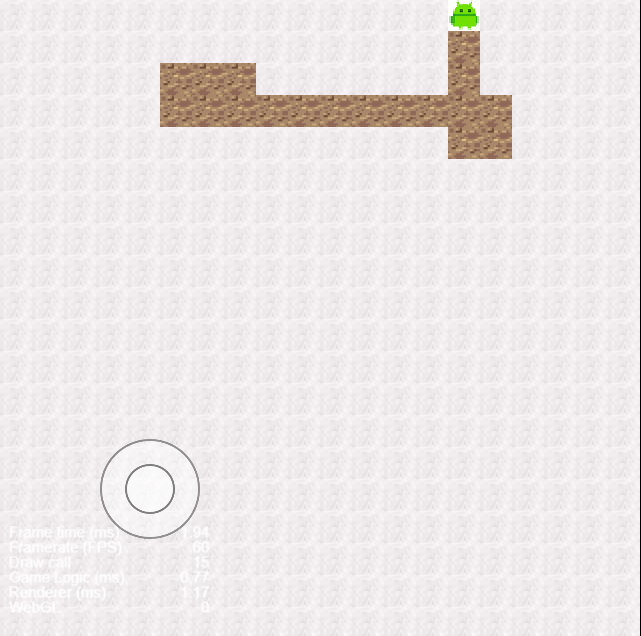 Frame time (ms) 1.94
Framerate (FPS) 60
Draw call 15
Game Logic (ms) 0.77
Renderer (ms) 1.17
WebGL 0